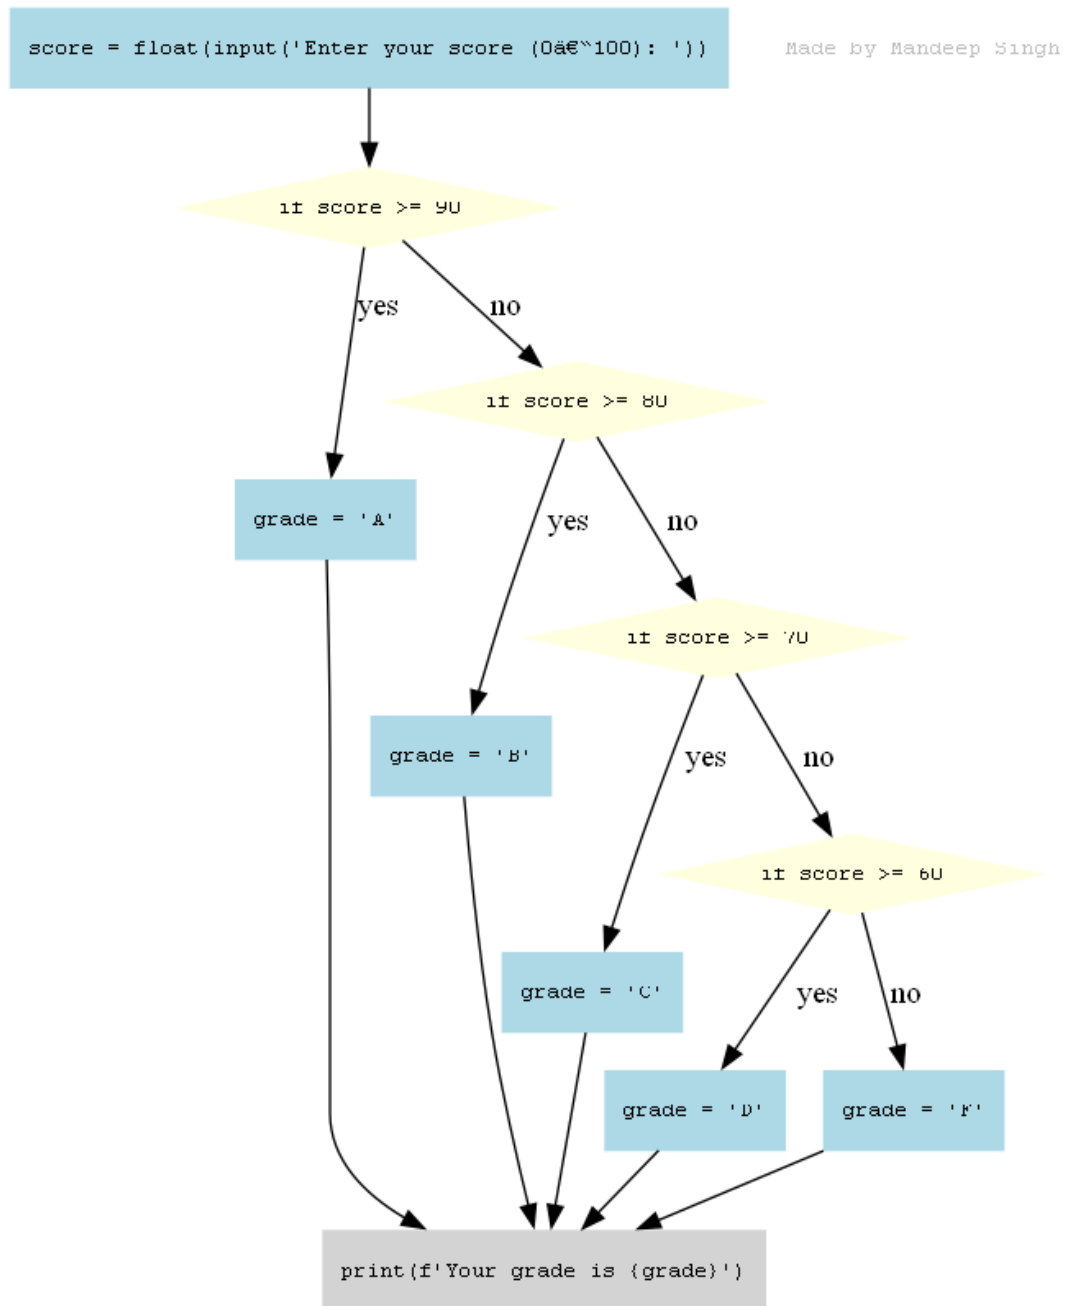 score = float(input('Enter your score (0â€“100): '))
Made by Mandeep Singh
if score >= 90
yes
no
if score >= 80
grade = 'A'
yes
no
if score >= 70
grade = 'B'
yes
no
if score >= 60
grade = 'C'
yes
no
grade = 'D'
grade = 'F'
print(f'Your grade is {grade}')